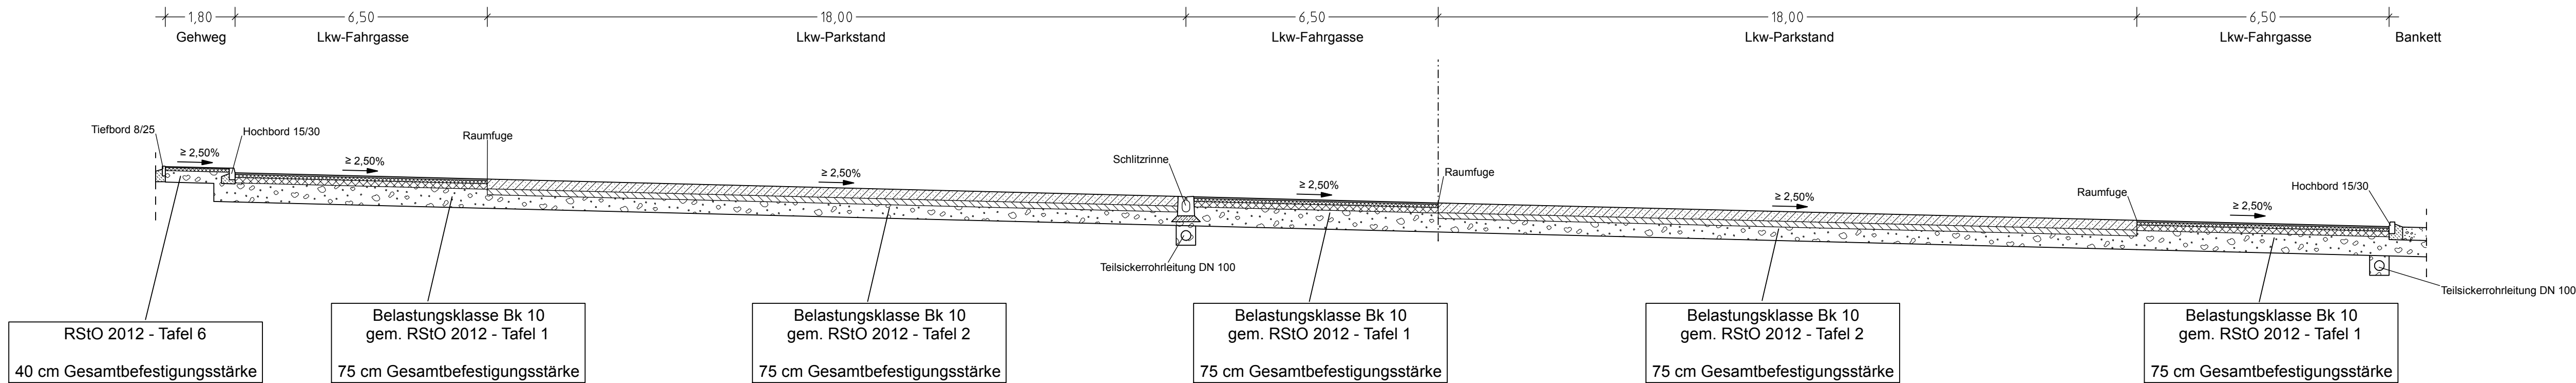 1,80 6,50 18,00 6,50 18,00 6,50
Gehweg Lkw-Fahrgasse Lkw-Parkstand Lkw-Fahrgasse Lkw-Parkstand Lkw-Fahrgasse Bankett
Tiefbord 8/25
Hochbord 15/30
Raumfuge
≥ 2,50%
≥ 2,50%
≥ 2,50%
Schlitzrinne
≥ 2,50%
Raumfuge
≥ 2,50%
Raumfuge
≥ 2,50%
Hochbord 15/30
Teilsickerrohrleitung DN 100
Teilsickerrohrleitung DN 100
RStO 2012 - Tafel 6
40 cm Gesamtbefestigungsstärke
Belastungsklasse Bk 10
gem. RStO 2012 - Tafel 1
75 cm Gesamtbefestigungsstärke
Belastungsklasse Bk 10
gem. RStO 2012 - Tafel 2
75 cm Gesamtbefestigungsstärke
Belastungsklasse Bk 10
gem. RStO 2012 - Tafel 1
75 cm Gesamtbefestigungsstärke
Belastungsklasse Bk 10
gem. RStO 2012 - Tafel 2
75 cm Gesamtbefestigungsstärke
Belastungsklasse Bk 10
gem. RStO 2012 - Tafel 1
75 cm Gesamtbefestigungsstärke